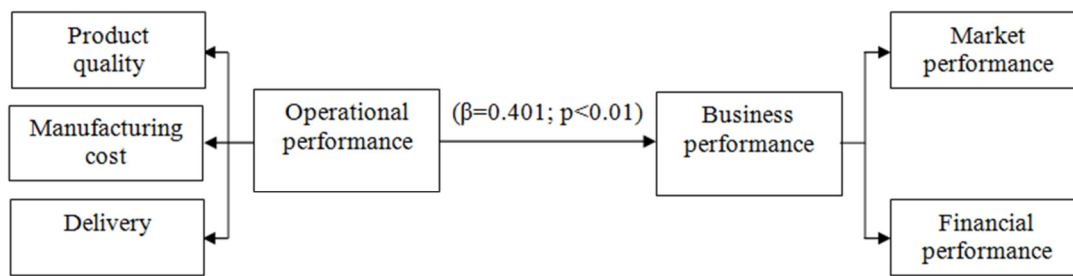 Product
quality
Manufacturing
cost
Delivery
Operational
performance
(β=0.401; p<0.01)
Business
performance
Market
performance
Financial
performance